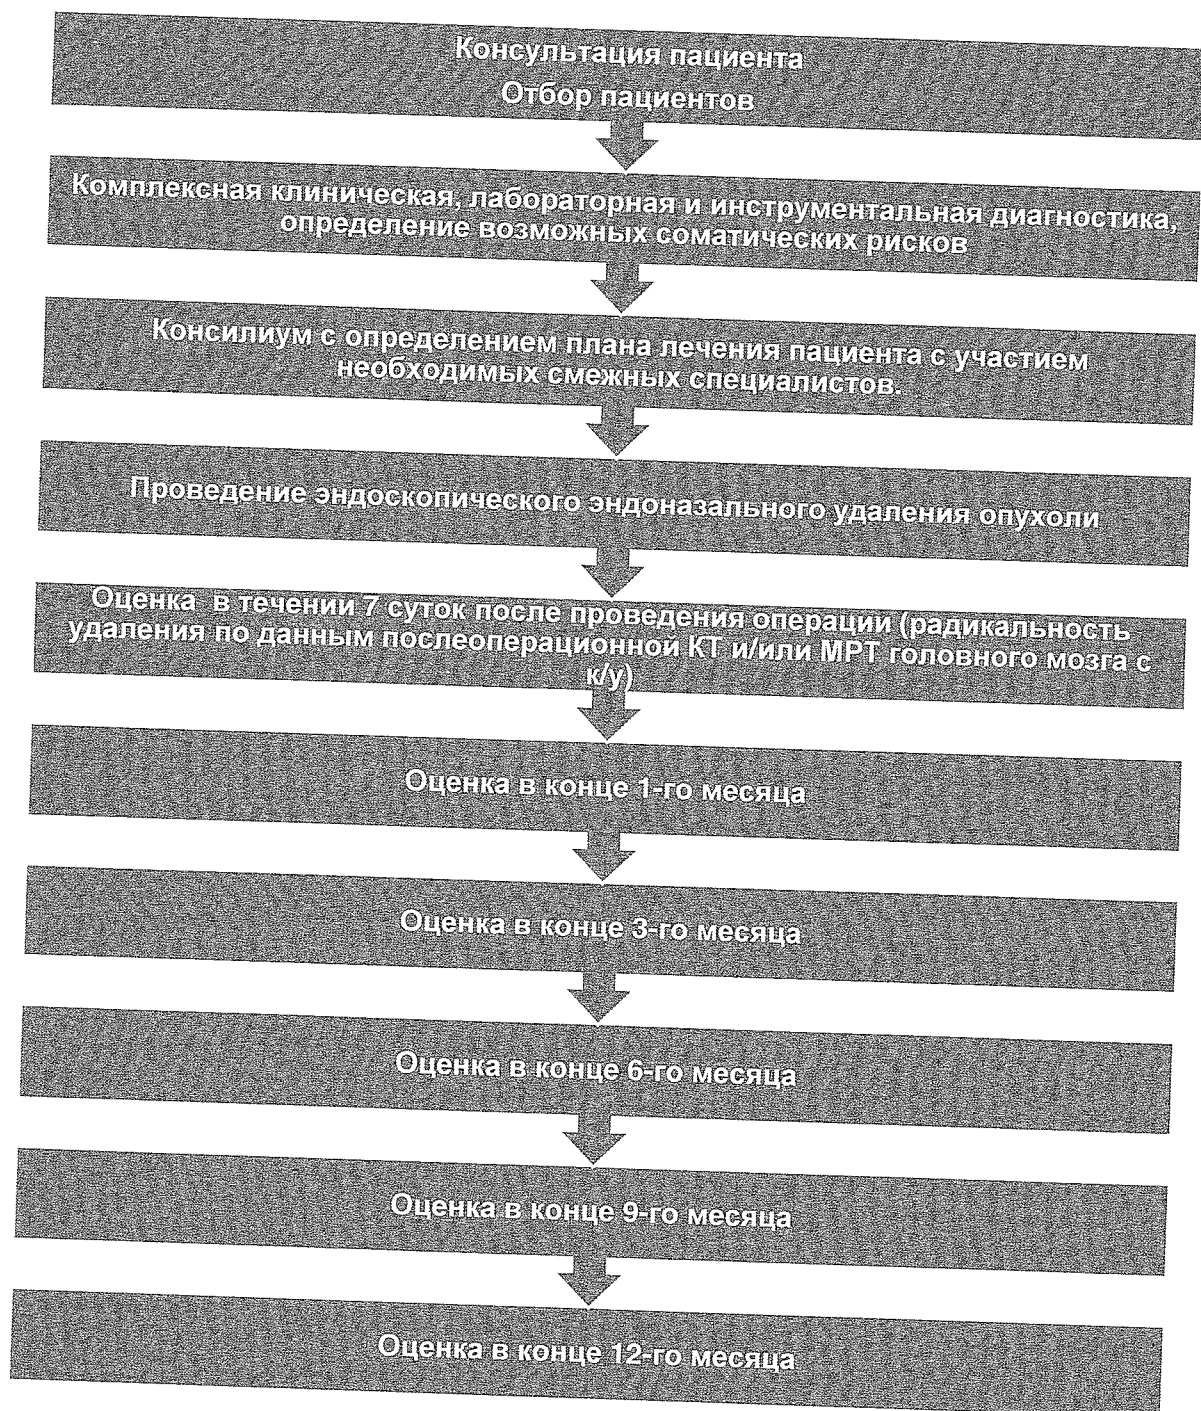 Консультация пациента
Отбор пациентов
Комплексная клиническая, лабораторная и инструментальная диагностика,
определение возможных соматических рисков
Консилиум с определением плана лечения пациента с участием
необходимых смежных специалистов.
Проведение эндоскопического эндоназального удаления опухоли
Оценка в течении 7 суток после проведения операции (радикальность
удаления по данным послеоперационной КТ и/или МРТ головного мозга с
к/у)
Оценка в конце 1-го месяца
Оценка в конце 3-го месяца
Оценка в конце 6-го месяца
Оценка в конце 9-го месяца
Оценка в конце 12-го месяца